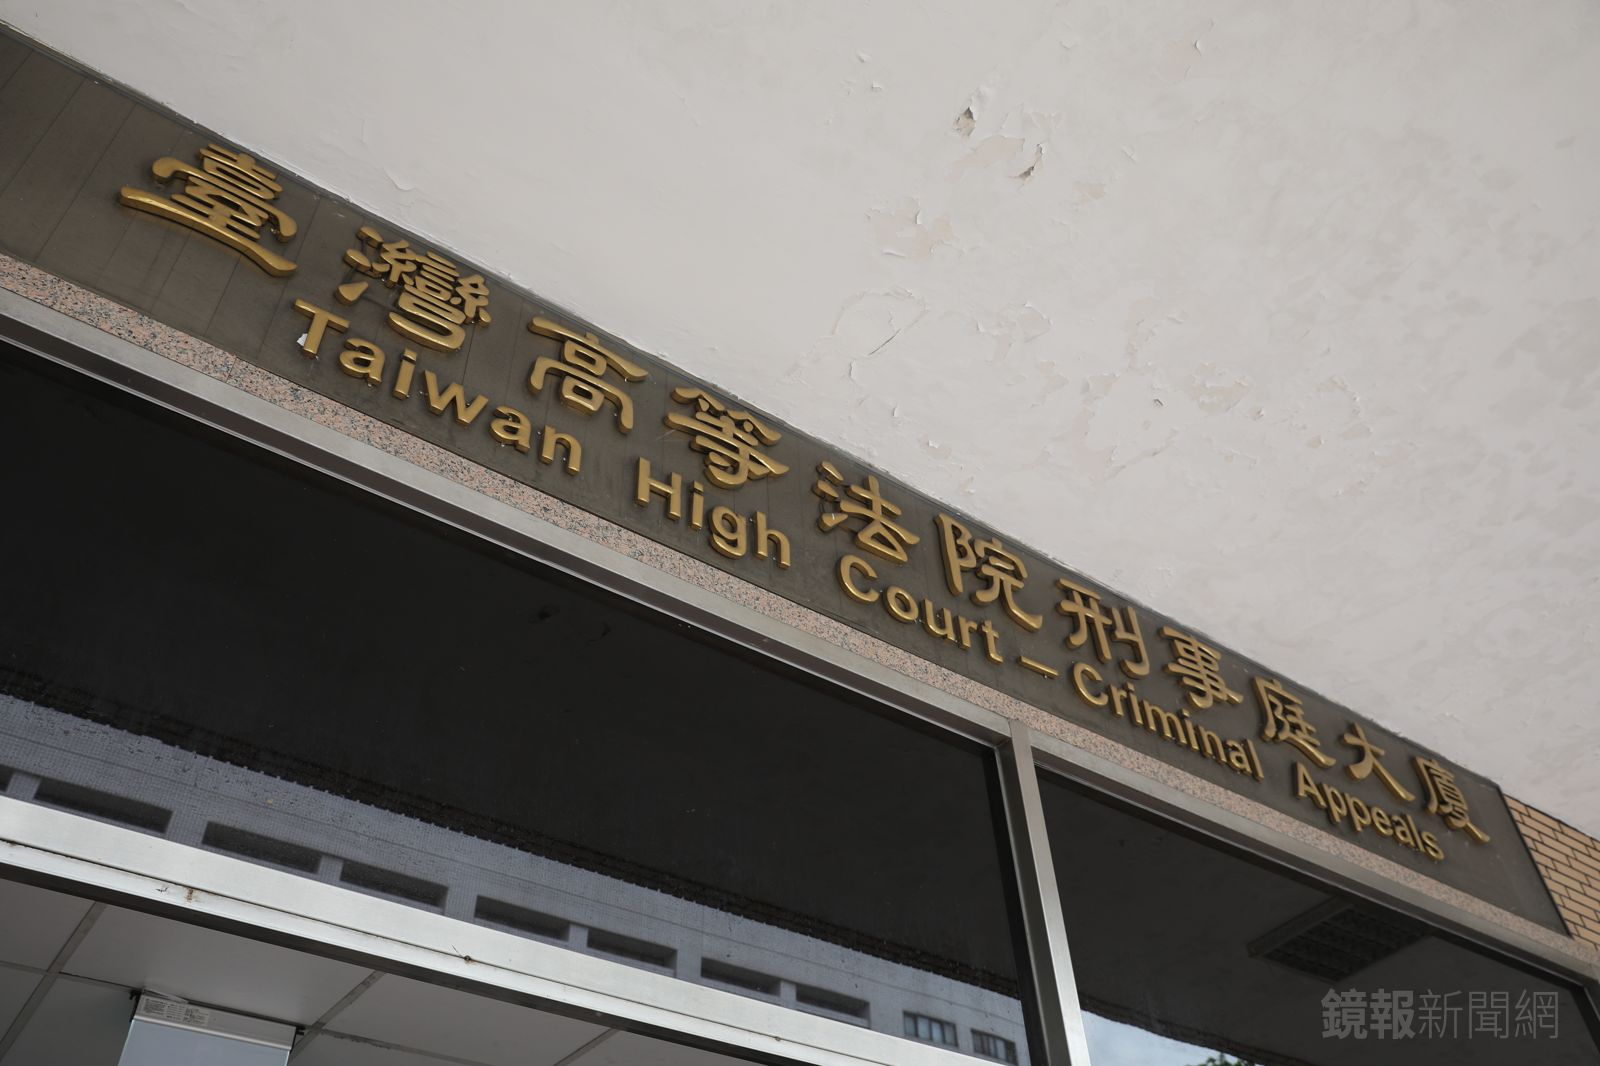 臺灣高等法院刑事庭大廈
Taiwan High Court – Criminal Appeals
鏡報新聞網